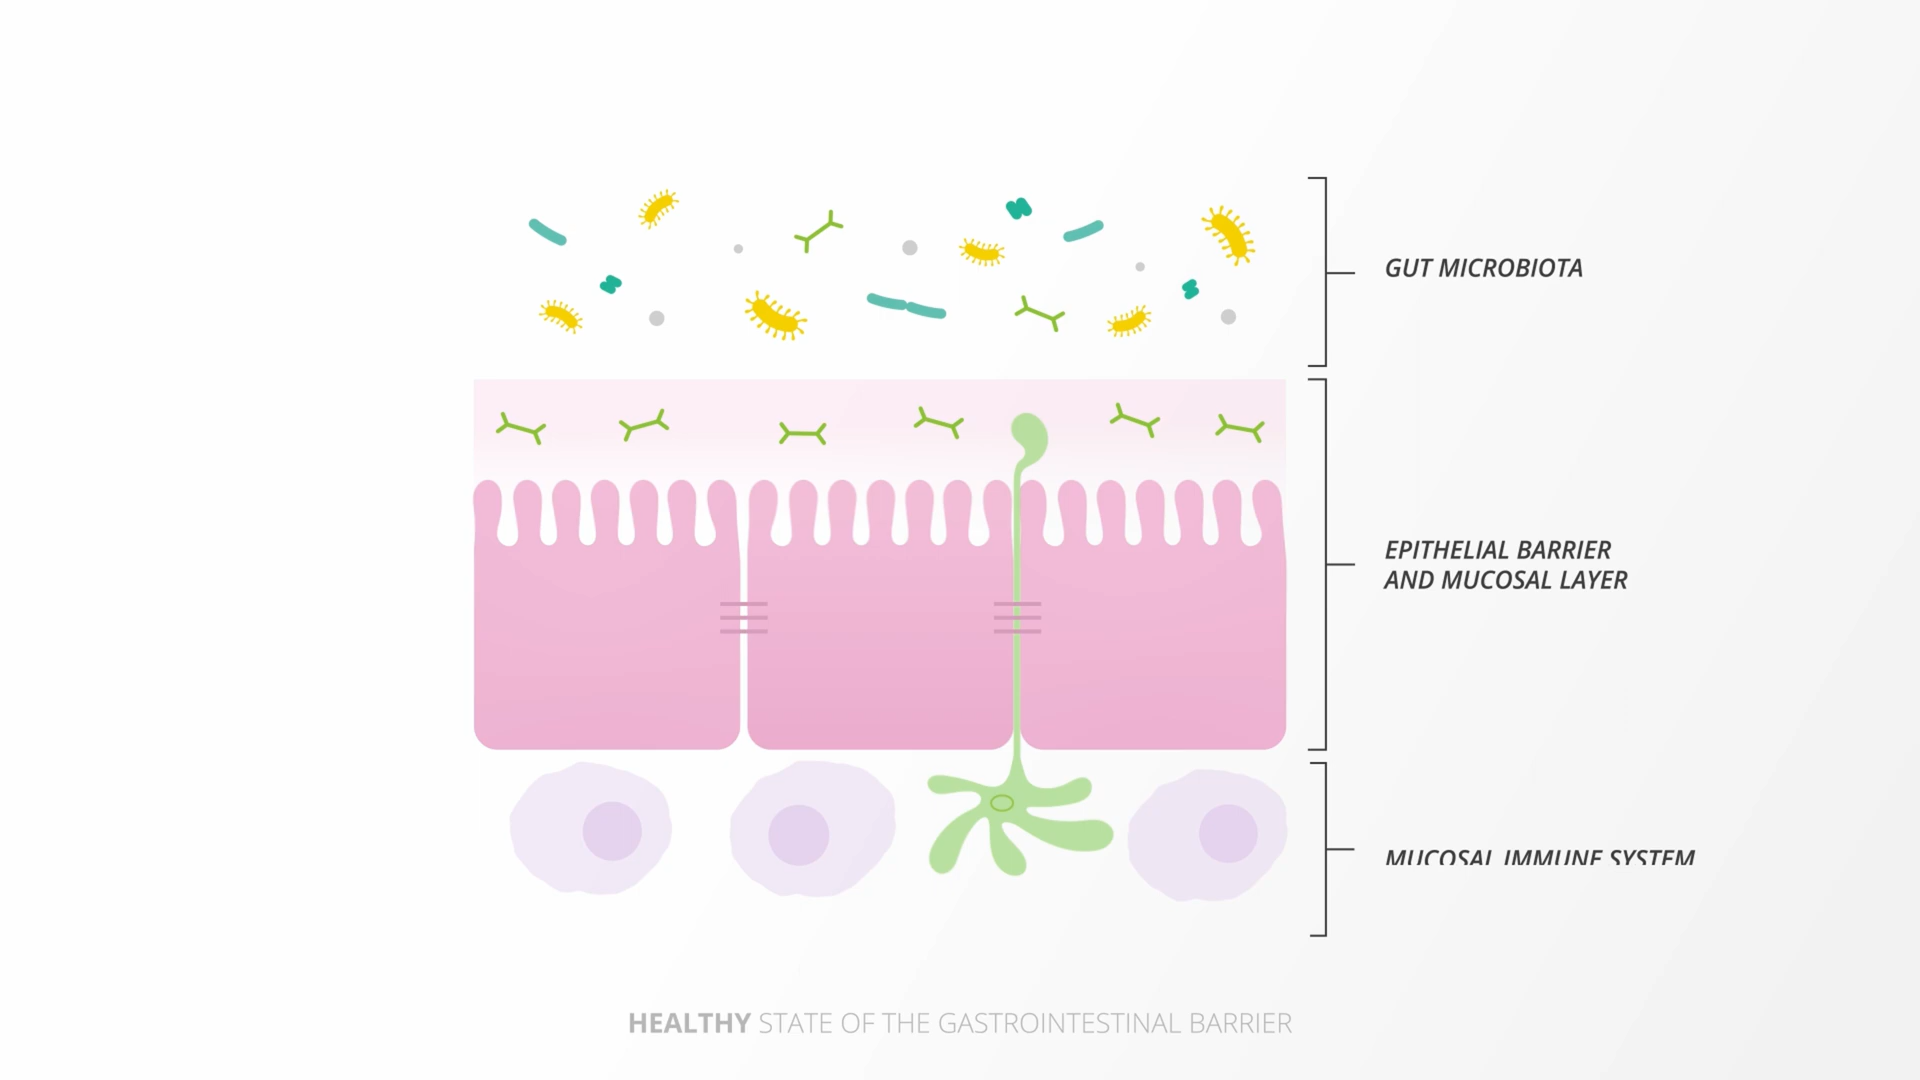 GUT MICROBIOTA
EPITHELIAL BARRIER
AND MUCOSAL LAYER
MUCOSAL IMMUNE SYSTEM
HEALTHY STATE OF THE GASTROINTESTINAL BARRIER